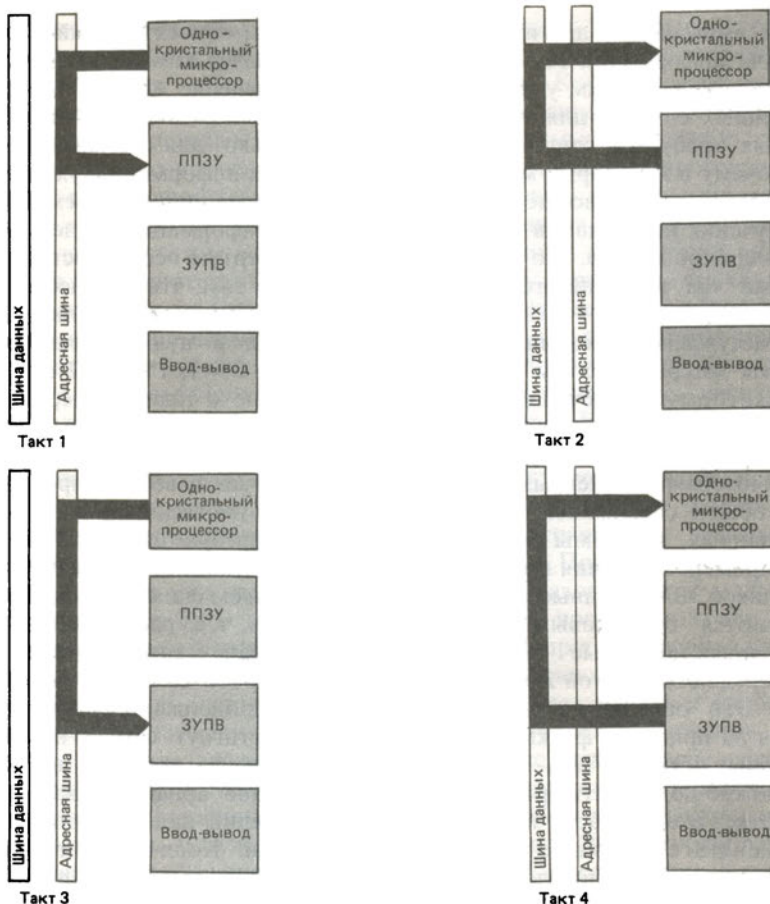 Шина данных
Адресная шина
Одно-
кристальный
микро-
процессор
ППЗУ
ЗУПВ
Ввод-вывод
Такт 1
Шина данных
Адресная шина
Одно-
кристальный
микро-
процессор
ППЗУ
ЗУПВ
Ввод-вывод
Такт 2
Шина данных
Адресная шина
Одно-
кристальный
микро-
процессор
ППЗУ
ЗУПВ
Ввод-вывод
Такт 3
Шина данных
Адресная шина
Одно-
кристальный
микро-
процессор
ППЗУ
ЗУПВ
Ввод-вывод
Такт 4